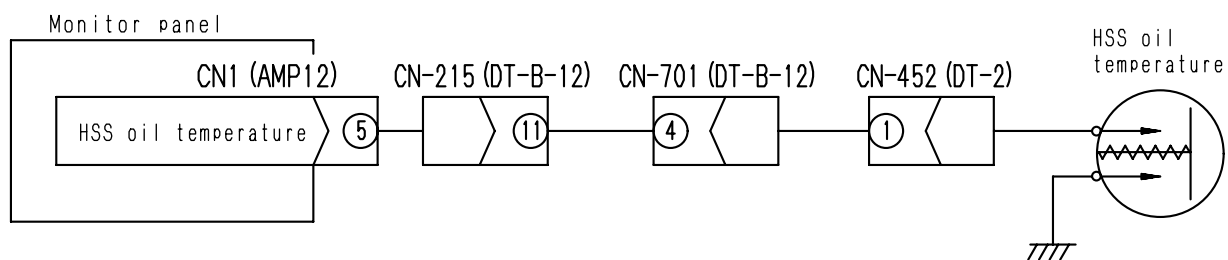 Monitor panel
HSS oil
temperature
CN1 (AMP12) CN-215 (DT-B-12) CN-701 (DT-B-12) CN-452 (DT-2)
HSS oil temperature 5 11 4 1